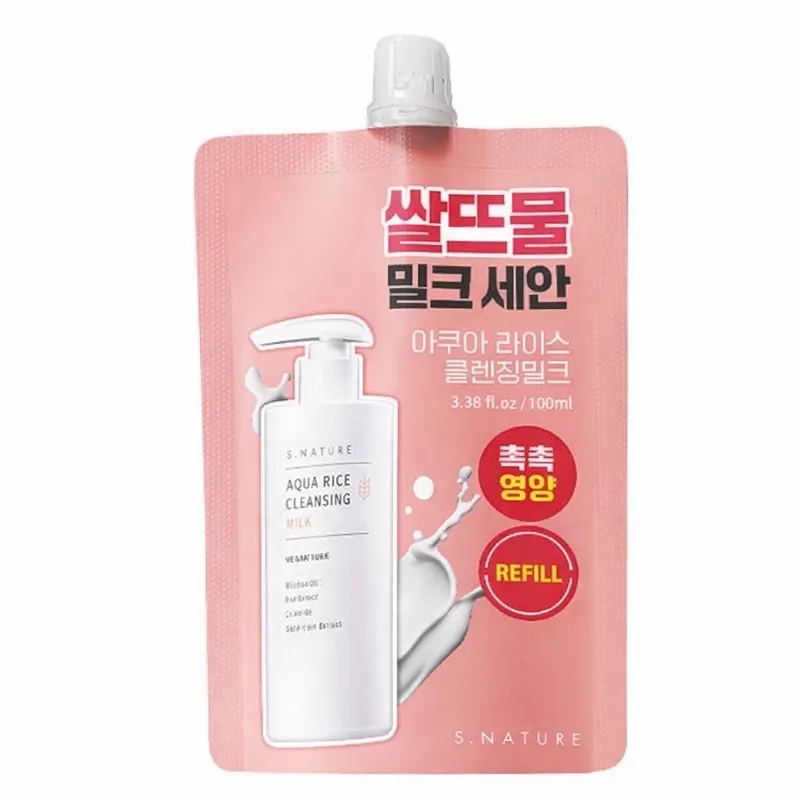 쌀뜨물
밀크 세안
아쿠아 라이스
클렌징밀크
3.38 fl.oz / 100ml
촉촉
영양
REFILL
S.NATURE
AQUA RICE
CLEANSING
MILK
S.NATURE